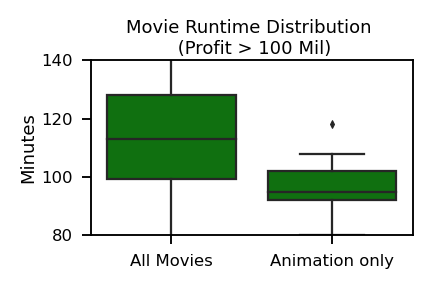 Movie Runtime Distribution
(Profit > 100 Mil)
140
120
100
80
Minutes
All Movies
Animation only